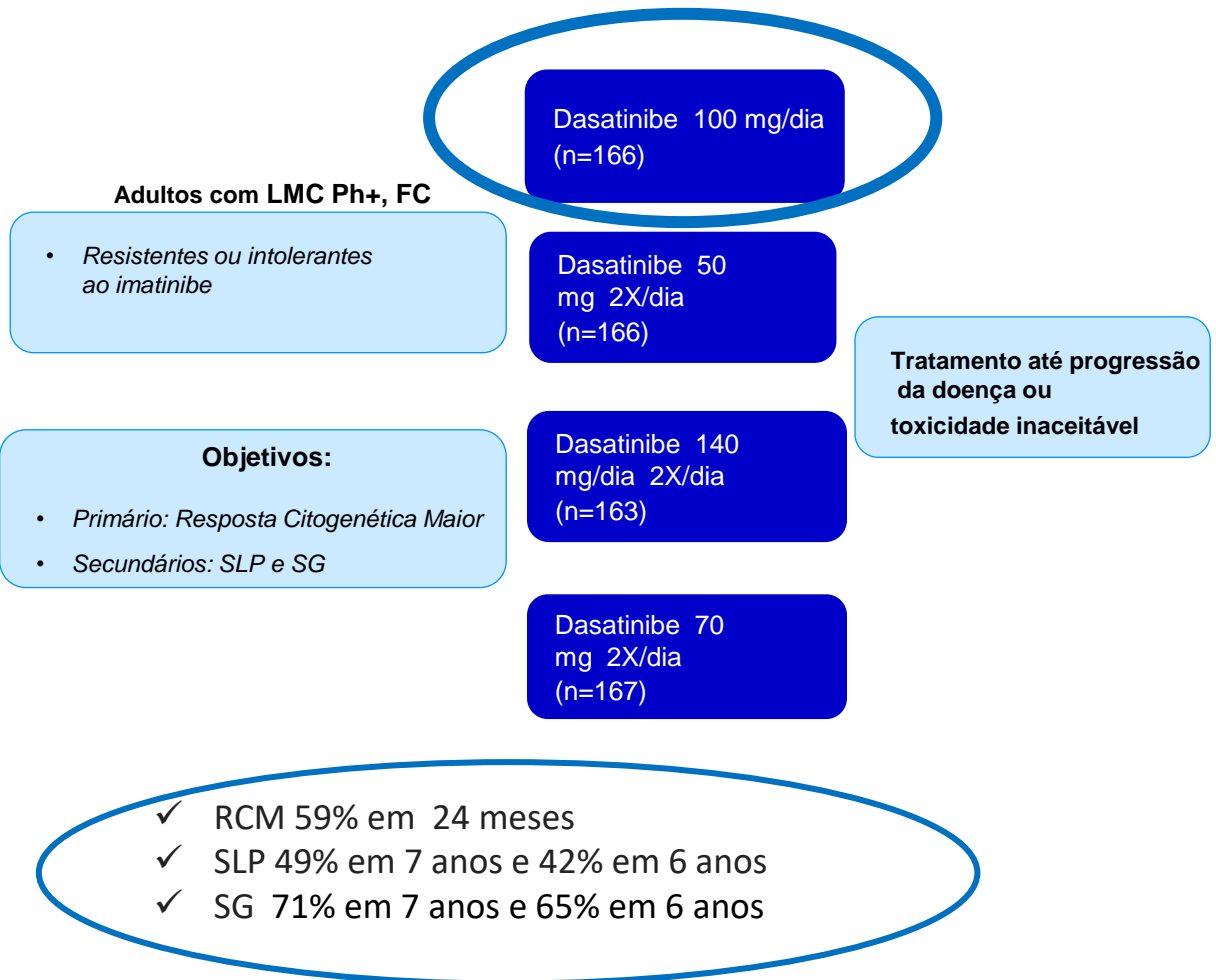 Dasatinibe 100 mg/dia
(n=166)
Adultos com LMC Ph+, FC
• Resistentes ou intolerantes
ao imatinibe
Dasatinibe 50
mg 2X/dia
(n=166)
Tratamento até progressão
da doença ou
toxicidade inaceitável
Objetivos:
• Primário: Resposta Citogenética Maior
• Secundários: SLP e SG
Dasatinibe 140
mg/dia 2X/dia
(n=163)
Dasatinibe 70
mg 2X/dia
(n=167)
✓ RCM 59% em 24 meses
✓ SLP 49% em 7 anos e 42% em 6 anos
✓ SG 71% em 7 anos e 65% em 6 anos